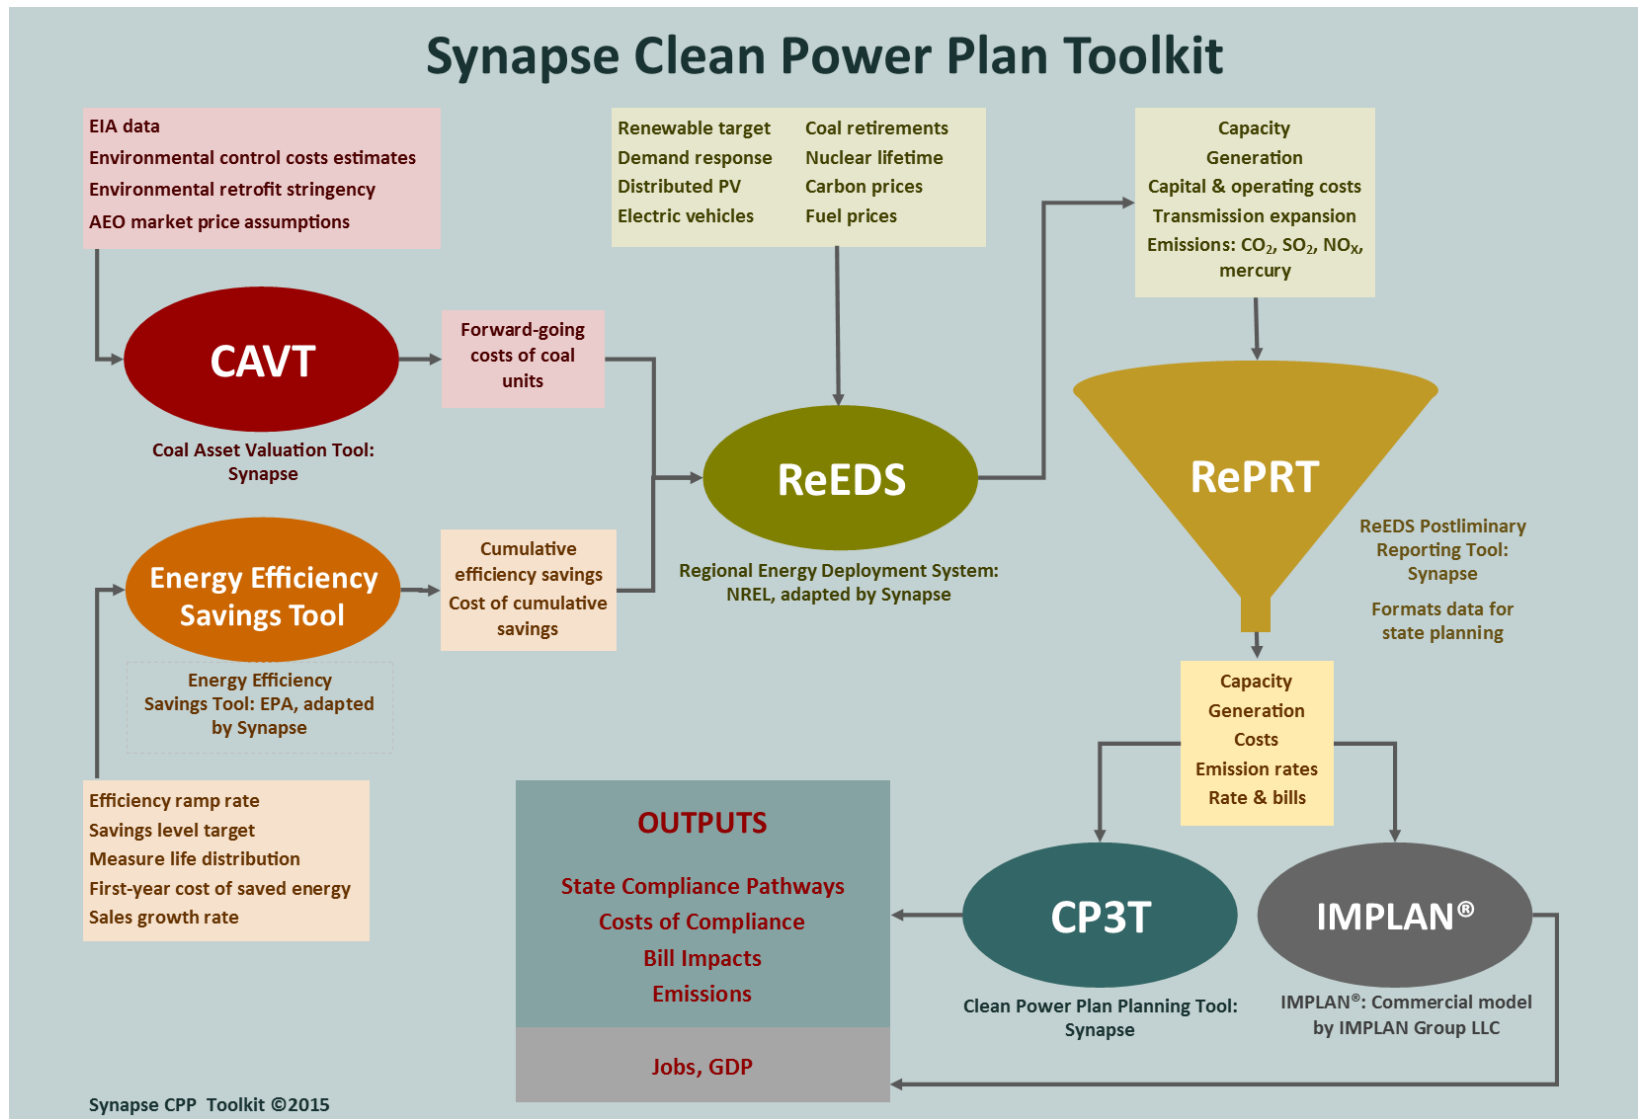 Synapse Clean Power Plan Toolkit
EIA data
Environmental control costs estimates
Environmental retrofit stringency
AEO market price assumptions
Renewable target
Demand response
Distributed PV
Electric vehicles
Coal retirements
Nuclear lifetime
Carbon prices
Fuel prices
Capacity
Generation
Capital & operating costs
Transmission expansion
Emissions: CO₂, SO₂, NOₓ,
mercury
CAVT
Coal Asset Valuation Tool:
Synapse
Forward-going
costs of coal
units
ReEDS
Regional Energy Deployment System:
NREL, adapted by Synapse
RePRT
ReEDS Postliminary
Reporting Tool:
Synapse
Formats data for
state planning
Energy Efficiency
Savings Tool
Energy Efficiency
Savings Tool: EPA, adapted
by Synapse
Cumulative
efficiency savings
Cost of cumulative
savings
Efficiency ramp rate
Savings level target
Measure life distribution
First-year cost of saved energy
Sales growth rate
Capacity
Generation
Costs
Emission rates
Rate & bills
OUTPUTS
State Compliance Pathways
Costs of Compliance
Bill Impacts
Emissions
Jobs, GDP
CP3T
Clean Power Plan Planning Tool:
Synapse
IMPLAN®
IMPLAN®: Commercial model
by IMPLAN Group LLC
Synapse CPP Toolkit ©2015